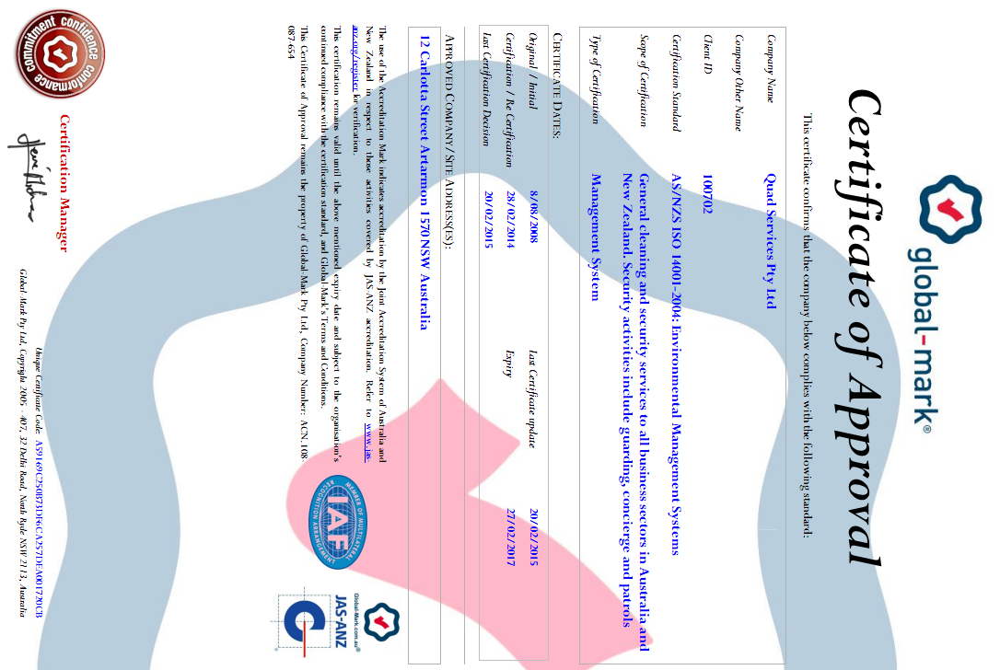 global-mark®
Certificate of Approval
This certificate confirms that the company below complies with the following standard:
Company Name Quad Services Pty Ltd
Company Other Name
Client ID 100702
Certification Standard AS/NZS ISO 14001-2004: Environmental Management Systems
Scope of Certification General cleaning and security services to all business sectors in Australia and
New Zealand. Security activities include guarding, concierge and patrols
Type of Certification Management System
CERTIFICATE DATES:
Original / Initial 8/08/2008 Last Certificate update 20/02/2015
Certification / Re Certification 28/02/2014 Expiry 27/02/2017
Last Certification Decision 20/02/2015
APPROVED COMPANY/SITE ADDRESS(ES):
12 Carlotta Street Artarmon 1570 NSW Australia
The use of the Accreditation Mark indicates accreditation by the Joint Accreditation System of Australia and
New Zealand in respect to those activities covered by JAS-ANZ accreditation. Refer to www.jas-
anz.org/register for verification.
This certification remains valid until the above mentioned expiry date and subject to the organisation's
continued compliance with the certification standard, and Global-Mark's Terms and Conditions.
This Certificate of Approval remains the property of Global-Mark Pty Ltd, Company Number: ACN 108-
087-654
MEMBER OF MULTILATERAL
IAF
RECOGNITION ARRANGEMENT
Global-Mark.com.au®
JAS-ANZ
commitment confidence
conformance
Certification Manager
Unique Certificate Code:
Global-Mark Pty Ltd, Copyright 2005 - 407, 32 Delhi Road, North Ryde NSW 2113, Australia